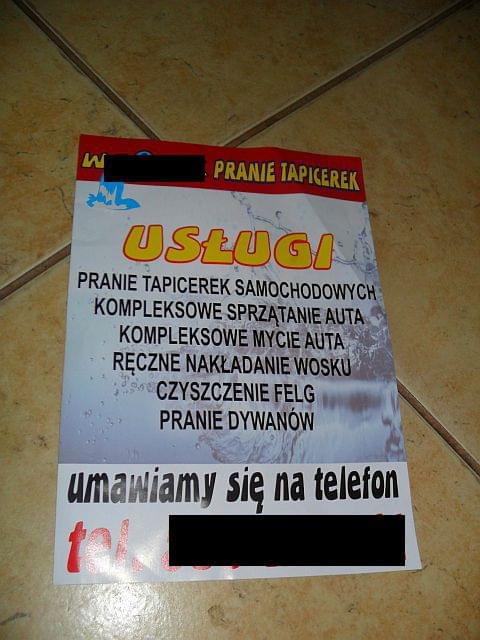 PRANIE TAPICEREK
USŁUGI
PRANIE TAPICEREK SAMOCHODOWYCH
KOMPLEKSOWE SPRZĄTANIE AUTA
KOMPLEKSOWE MYCIE AUTA
RĘCZNE NAKŁADANIE WOSKU
CZYSZCZENIE FELG
PRANIE DYWANÓW
umawiamy się na telefon
tel.